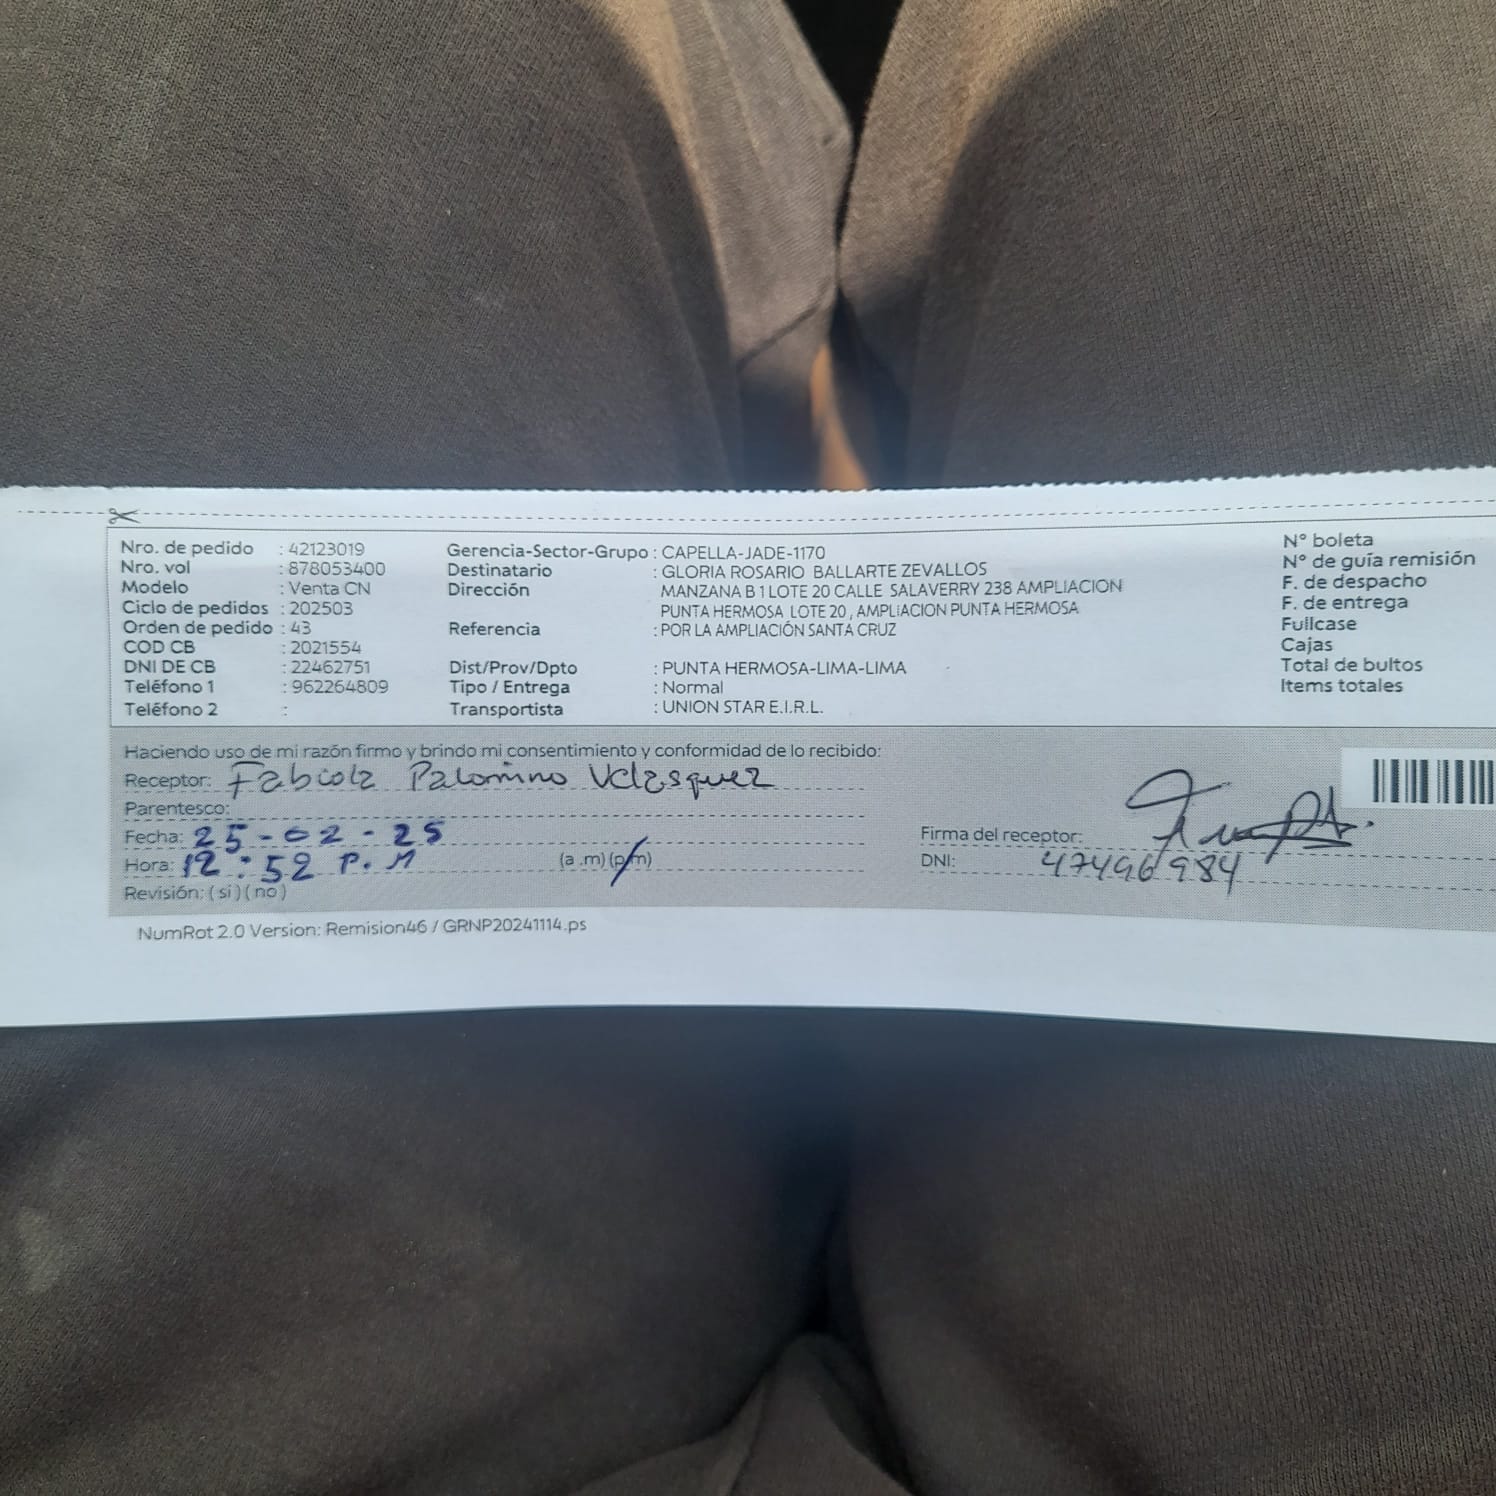 Nro. de pedido : 42123019 Gerencia-Sector-Grupo : CAPELLA-JADE-1170 N° boleta
Nro. vol : 878053400 Destinatario : GLORIA ROSARIO BALLARTE ZEVALLOS N° de guía remisión
Modelo : Venta CN Dirección MANZANA B 1 LOTE 20 CALLE SALAVERRY 238 AMPLIACION F. de despacho
Ciclo de pedidos : 202503 PUNTA HERMOSA LOTE 20 , AMPLIACION PUNTA HERMOSA F. de entrega
Orden de pedido : 43 Referencia : POR LA AMPLIACIÓN SANTA CRUZ Fullcase
COD CB : 2021554 Cajas
DNI DE CB : 22462751 Dist/Prov/Dpto : PUNTA HERMOSA-LIMA-LIMA Total de bultos
Teléfono 1 : 962264809 Tipo / Entrega : Normal Items totales
Teléfono 2 : Transportista : UNION STAR E.I.R.L.
Haciendo uso de mi razón firmo y brindo mi consentimiento y conformidad de lo recibido:
Receptor: Fabiola Palomino Velasquez
Parentesco:
Fecha: 25-02-25 Firma del receptor:
Hora: 12:52 P.M (a .m) (p/m) DNI: 47496984
Revisión: ( si ) ( no )
NumRot 2.0 Version: Remision46 / GRNP20241114.ps